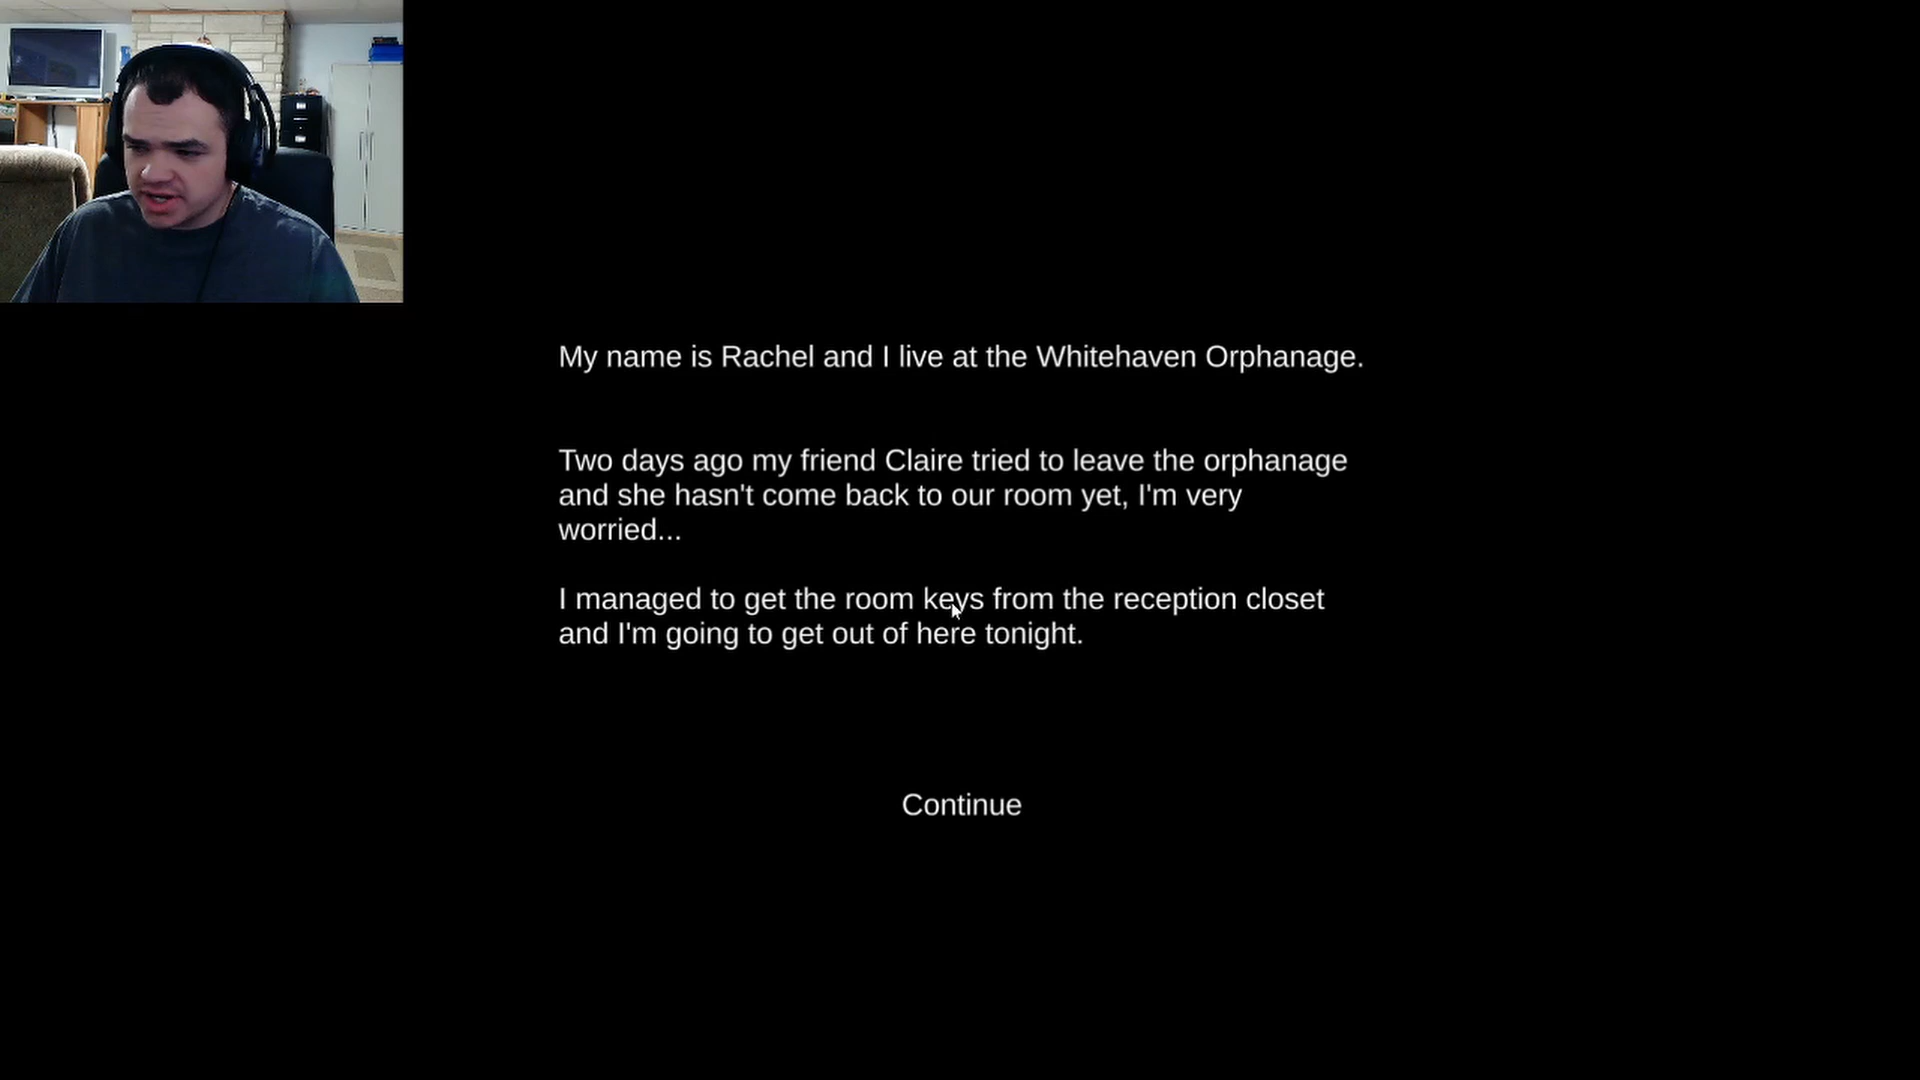 My name is Rachel and I live at the Whitehaven Orphanage.
Two days ago my friend Claire tried to leave the orphanage
and she hasn't come back to our room yet, I'm very
worried...
I managed to get the room keys from the reception closet
and I'm going to get out of here tonight.
Continue